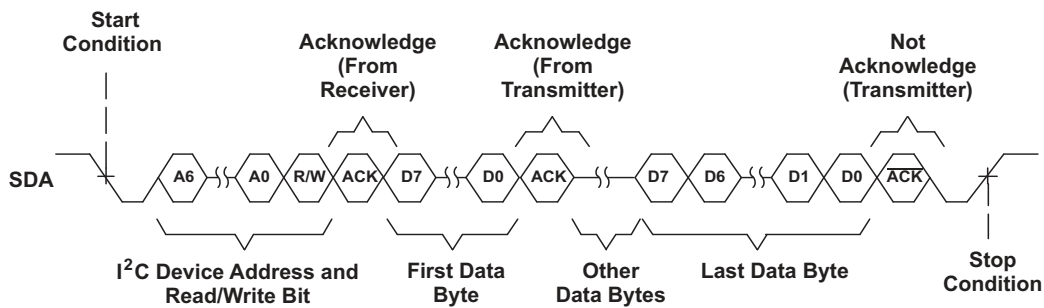 Start
Condition
Acknowledge
(From
Receiver)
Acknowledge
(From
Transmitter)
Not
Acknowledge
(Transmitter)
SDA
A6 A0 R/W ACK D7 D0 ACK D7 D6 D1 D0 ACK
I²C Device Address and
Read/Write Bit
First Data
Byte
Other
Data Bytes
Last Data Byte
Stop
Condition